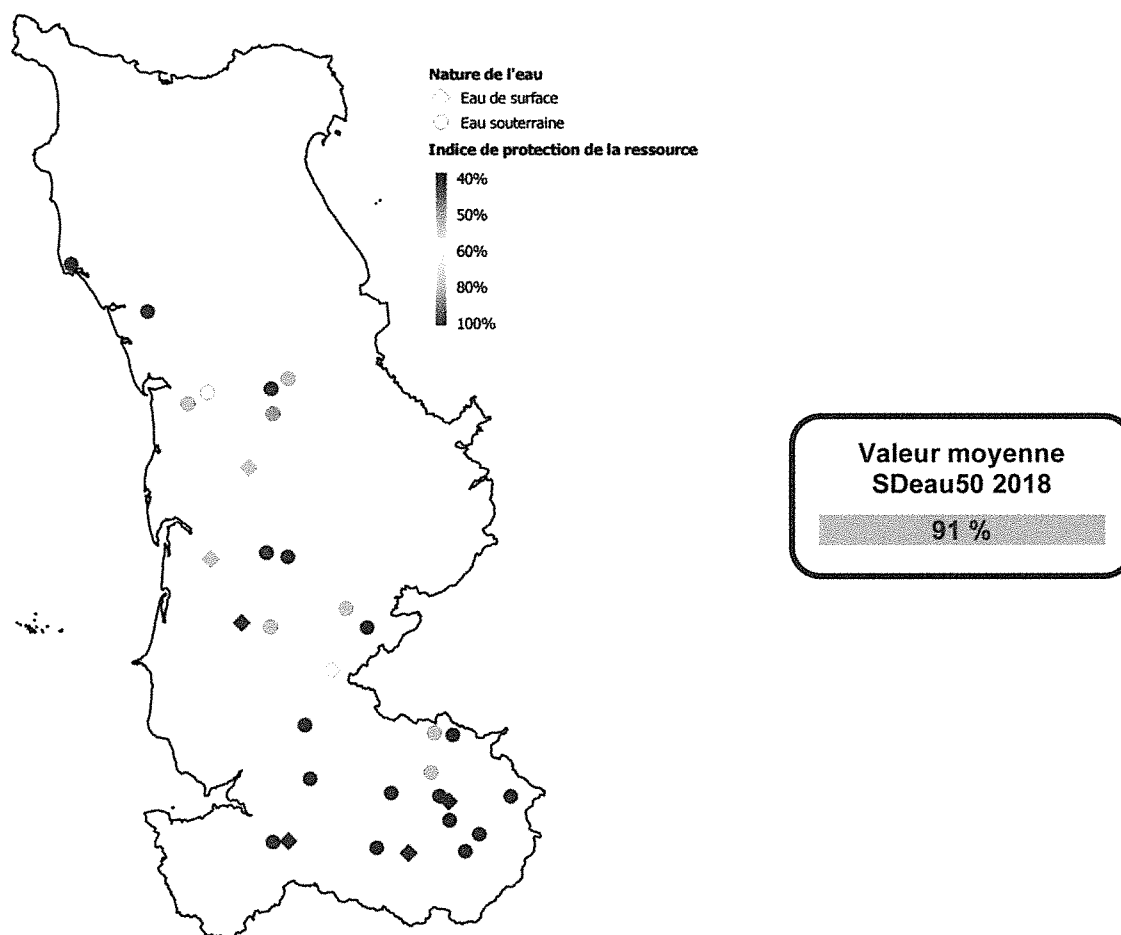 Nature de l'eau
Eau de surface
Eau souterraine
Indice de protection de la ressource
40%
50%
60%
80%
100%
Valeur moyenne
SDeau50 2018
91 %